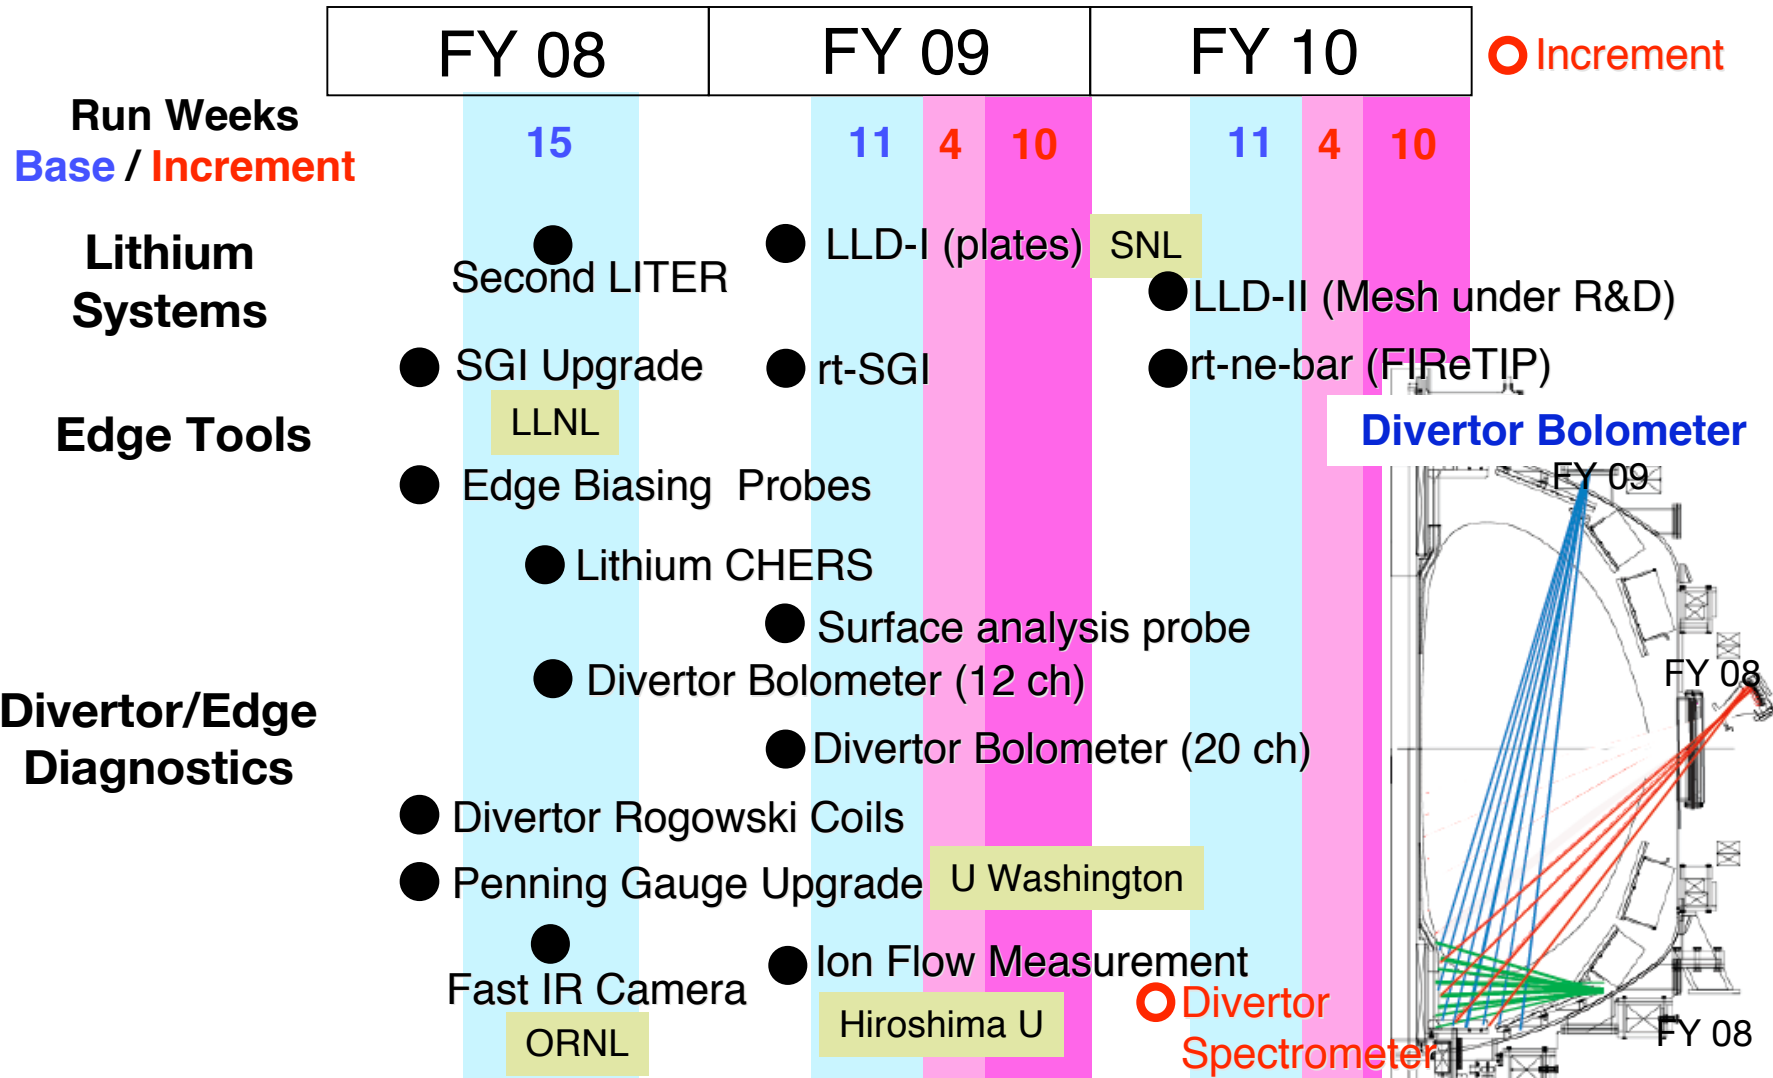 FY 08
FY 09
FY 10
Increment
Run Weeks
Base / Increment
15
11
4
10
11
4
10
Lithium
Systems
Second LITER
LLD-I (plates)
SNL
LLD-II (Mesh under R&D)
SGI Upgrade
rt-SGI
rt-ne-bar (FIReTIP)
LLNL
Edge Tools
Divertor Bolometer
FY 09
Edge Biasing Probes
Lithium CHERS
Surface analysis probe
FY 08
Divertor Bolometer (12 ch)
Divertor/Edge
Diagnostics
Divertor Bolometer (20 ch)
Divertor Rogowski Coils
Penning Gauge Upgrade
U Washington
Fast IR Camera
ORNL
Ion Flow Measurement
Hiroshima U
Divertor
Spectrometer
FY 08